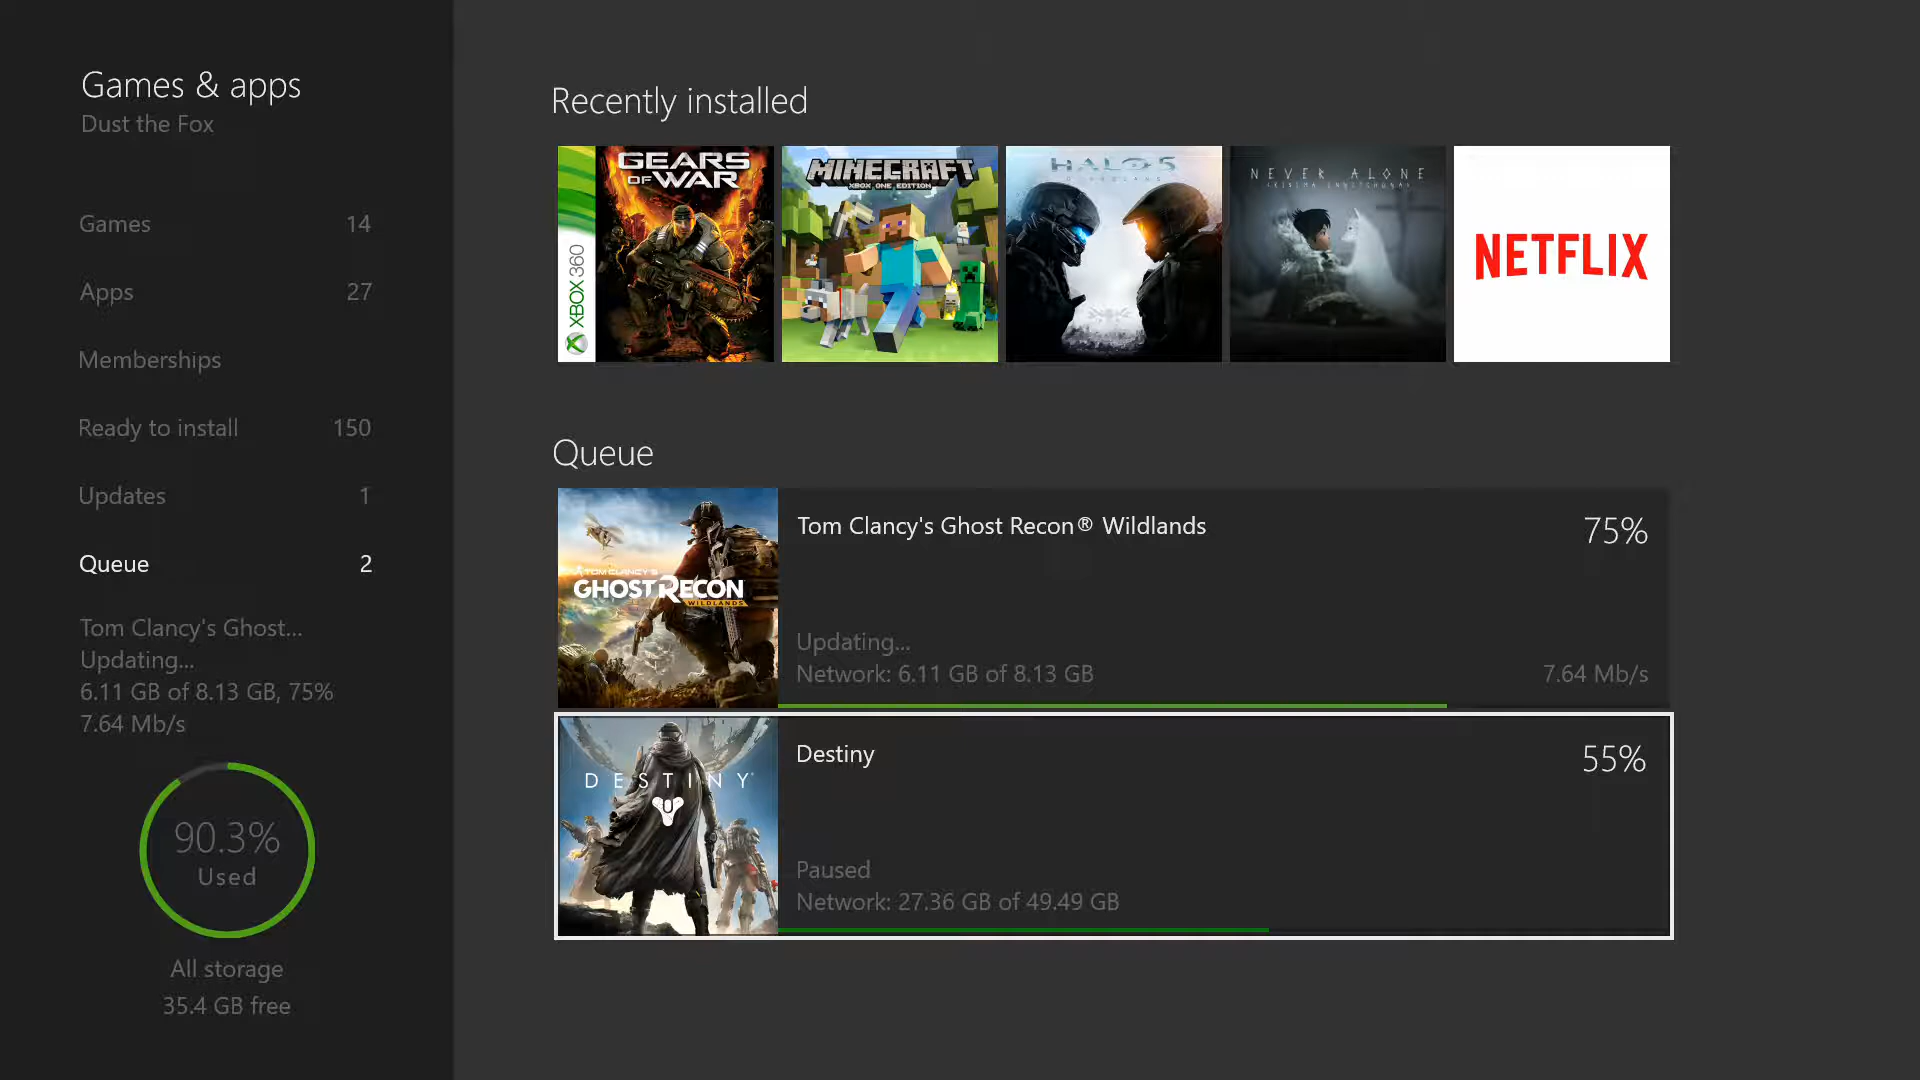 Games & apps
Dust the Fox
Games 14
Apps 27
Memberships
Ready to install 150
Updates 1
Queue 2
Tom Clancy's Ghost...
Updating...
6.11 GB of 8.13 GB, 75%
7.64 Mb/s
90.3%
Used
All storage
35.4 GB free
Recently installed
XBOX 360
GEARS
OF WAR
MINECRAFT
XBOX ONE EDITION
HALO 5
GUARDIANS
NEVER ALONE
NETFLIX
Queue
TOM CLANCY'S
GHOST RECON
WILDLANDS
Tom Clancy's Ghost Recon® Wildlands
75%
Updating...
Network: 6.11 GB of 8.13 GB
7.64 Mb/s
DESTINY
Destiny
55%
Paused
Network: 27.36 GB of 49.49 GB